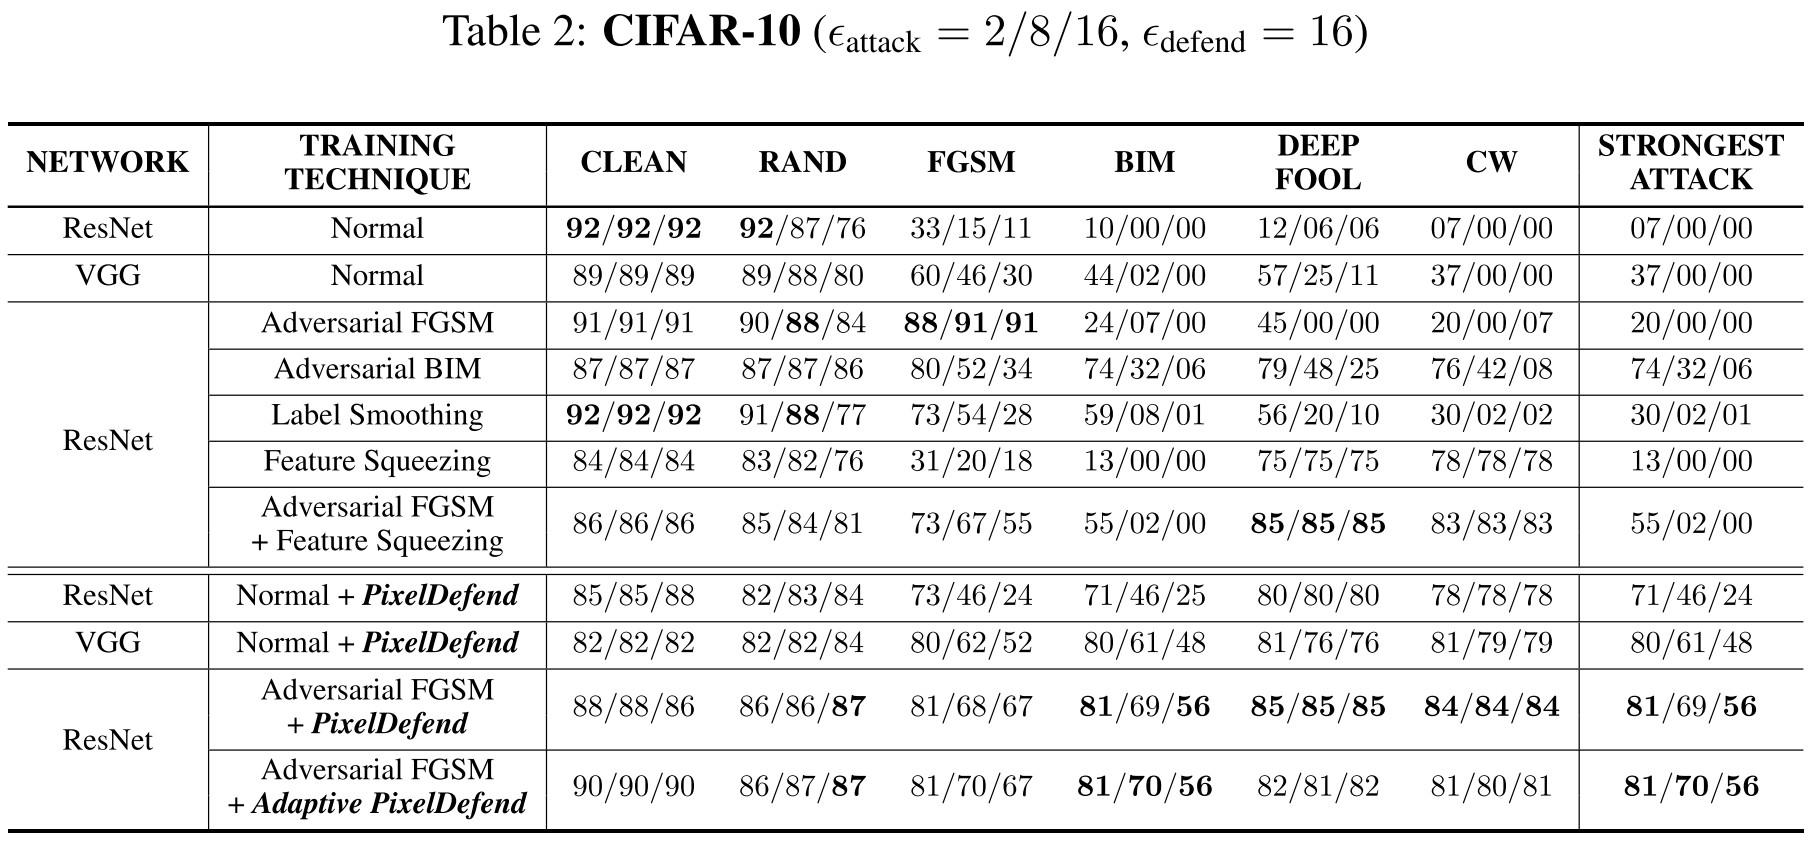 Table 2: CIFAR-10 (ϵattack = 2/8/16, ϵdefend = 16)
NETWORK TRAINING TECHNIQUE CLEAN RAND FGSM BIM DEEP FOOL CW STRONGEST ATTACK
ResNet Normal 92/92/92 92/87/76 33/15/11 10/00/00 12/06/06 07/00/00 07/00/00
VGG Normal 89/89/89 89/88/80 60/46/30 44/02/00 57/25/11 37/00/00 37/00/00
ResNet
Adversarial FGSM 91/91/91 90/88/84 88/91/91 24/07/00 45/00/00 20/00/07 20/00/00
Adversarial BIM 87/87/87 87/87/86 80/52/34 74/32/06 79/48/25 76/42/08 74/32/06
Label Smoothing 92/92/92 91/88/77 73/54/28 59/08/01 56/20/10 30/02/02 30/02/01
Feature Squeezing 84/84/84 83/82/76 31/20/18 13/00/00 75/75/75 78/78/78 13/00/00
Adversarial FGSM + Feature Squeezing 86/86/86 85/84/81 73/67/55 55/02/00 85/85/85 83/83/83 55/02/00
ResNet Normal + PixelDefend 85/85/88 82/83/84 73/46/24 71/46/25 80/80/80 78/78/78 71/46/24
VGG Normal + PixelDefend 82/82/82 82/82/84 80/62/52 80/61/48 81/76/76 81/79/79 80/61/48
ResNet
Adversarial FGSM + PixelDefend 88/88/86 86/86/87 81/68/67 81/69/56 85/85/85 84/84/84 81/69/56
Adversarial FGSM + Adaptive PixelDefend 90/90/90 86/87/87 81/70/67 81/70/56 82/81/82 81/80/81 81/70/56